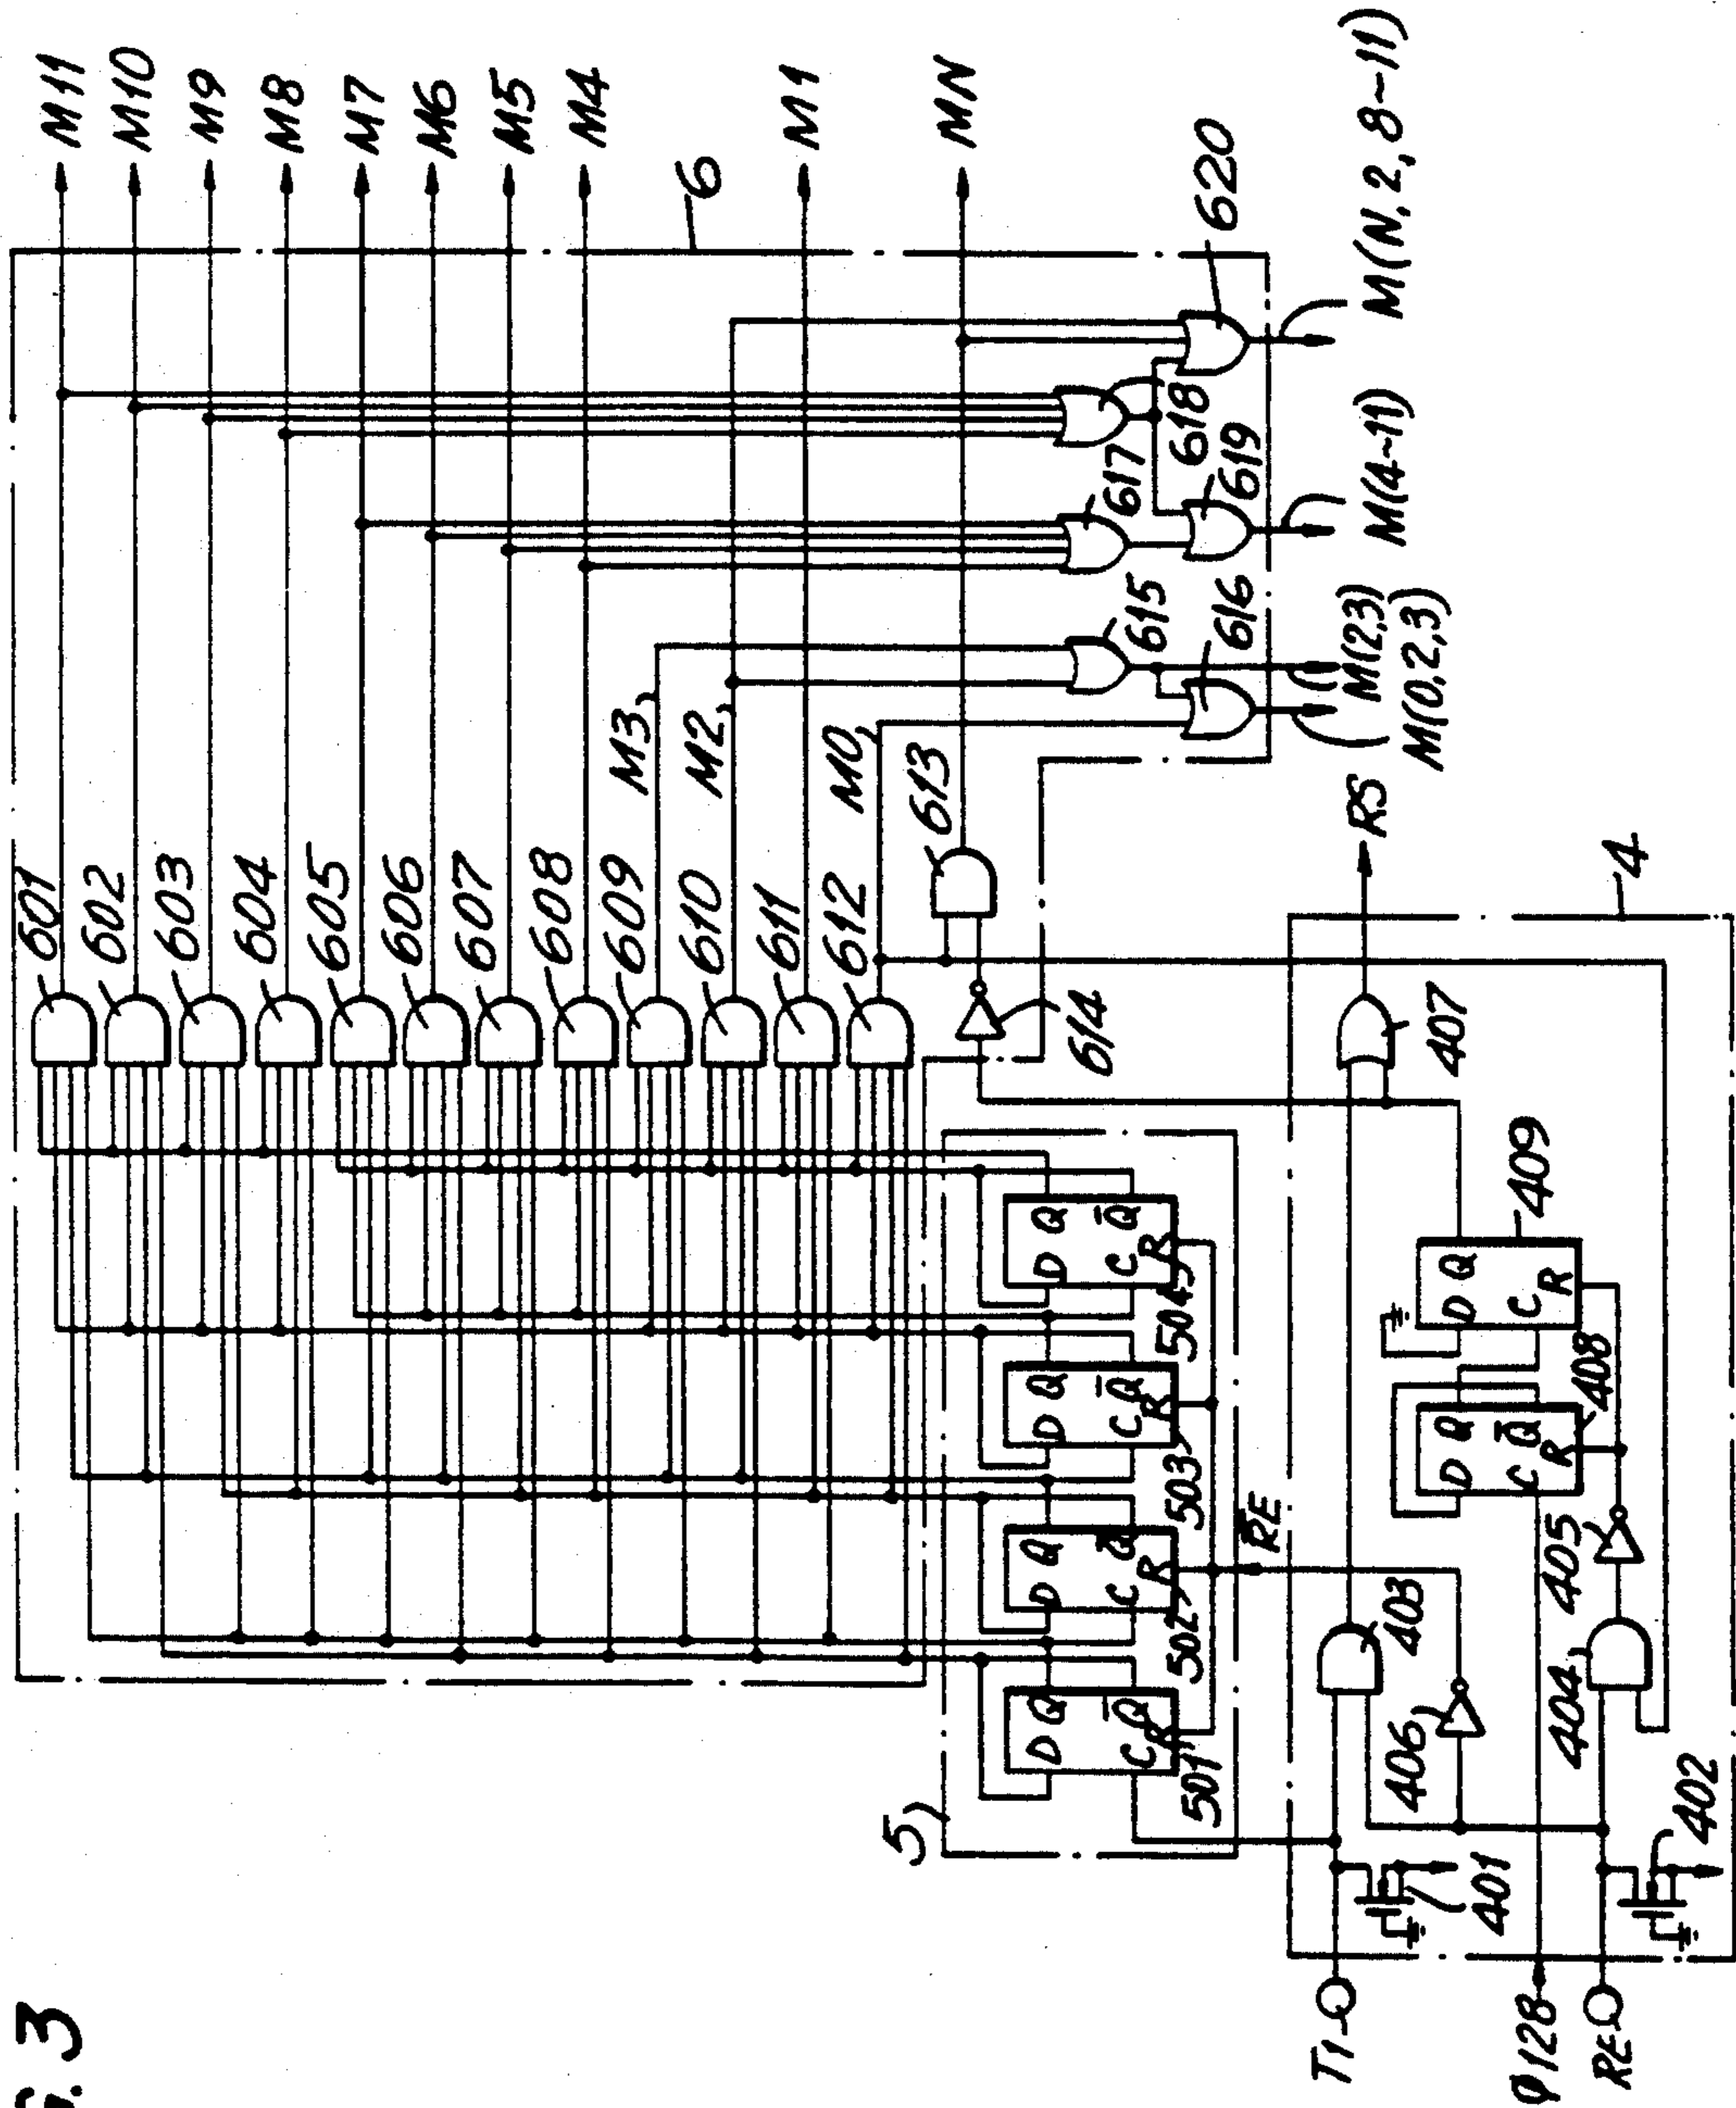 G. 3
M11
M10
M9
M8
M7
M6
M5
M4
M1
MN
6
620
M(N, 2, 8~11)
618
617
619
M(4~11)
615
616
M(2,3)
M(0,2,3)
M3
M2
M0
613
601
602
603
604
605
606
607
608
609
610
611
612
614
RS
4
407
D Q
C Q̅
R
504
D Q
C Q̅
R
503
D Q
C Q̅
R
502
D Q
C Q̅
R
501
5
R̅E̅
D Q
C
R
409
D Q
C Q̅
R
408
405
403
404
406
402
401
T1
φ128
RE